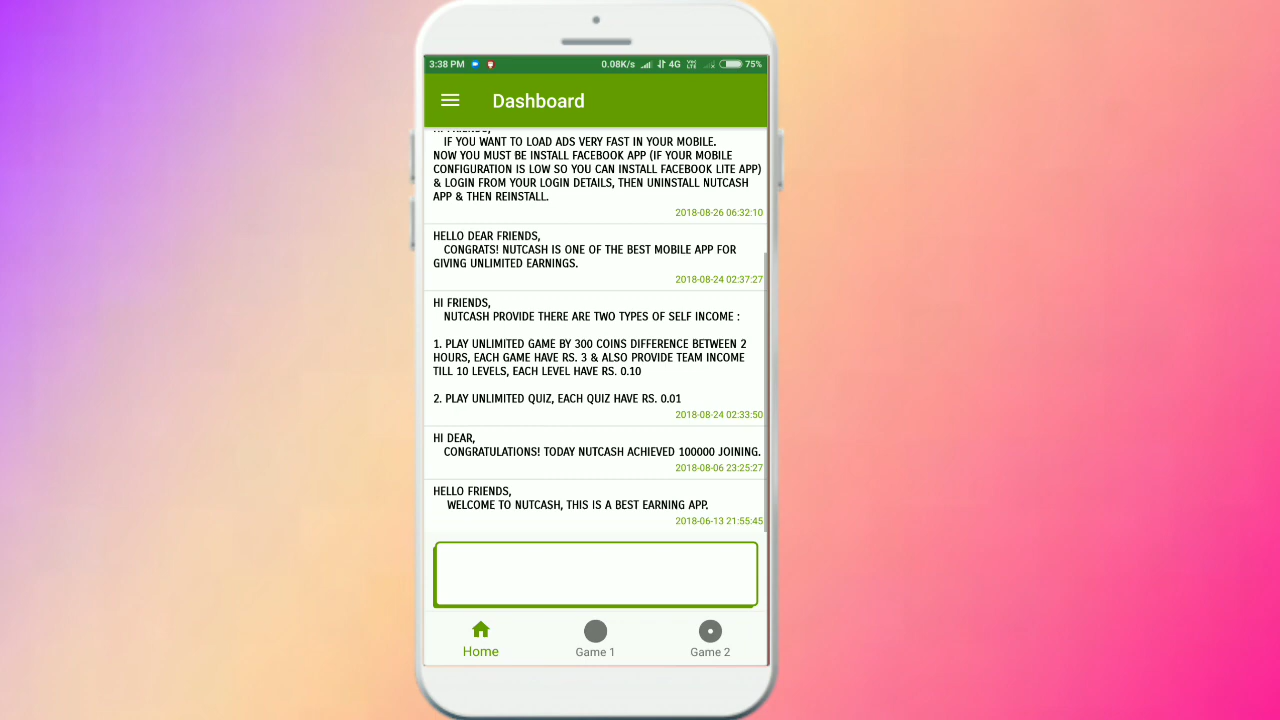 3:38 PM 0.08K/s 4G 75%
Dashboard
HI FRIENDS,
IF YOU WANT TO LOAD ADS VERY FAST IN YOUR MOBILE.
NOW YOU MUST BE INSTALL FACEBOOK APP (IF YOUR MOBILE
CONFIGURATION IS LOW SO YOU CAN INSTALL FACEBOOK LITE APP)
& LOGIN FROM YOUR LOGIN DETAILS, THEN UNINSTALL NUTCASH
APP & THEN REINSTALL.
2018-08-26 06:32:10
HELLO DEAR FRIENDS,
CONGRATS! NUTCASH IS ONE OF THE BEST MOBILE APP FOR
GIVING UNLIMITED EARNINGS.
2018-08-24 02:37:27
HI FRIENDS,
NUTCASH PROVIDE THERE ARE TWO TYPES OF SELF INCOME :
1. PLAY UNLIMITED GAME BY 300 COINS DIFFERENCE BETWEEN 2
HOURS, EACH GAME HAVE RS. 3 & ALSO PROVIDE TEAM INCOME
TILL 10 LEVELS, EACH LEVEL HAVE RS. 0.10
2. PLAY UNLIMITED QUIZ, EACH QUIZ HAVE RS. 0.01
2018-08-24 02:33:50
HI DEAR,
CONGRATULATIONS! TODAY NUTCASH ACHIEVED 100000 JOINING.
2018-08-06 23:25:27
HELLO FRIENDS,
WELCOME TO NUTCASH, THIS IS A BEST EARNING APP.
2018-06-13 21:55:45
Home Game 1 Game 2